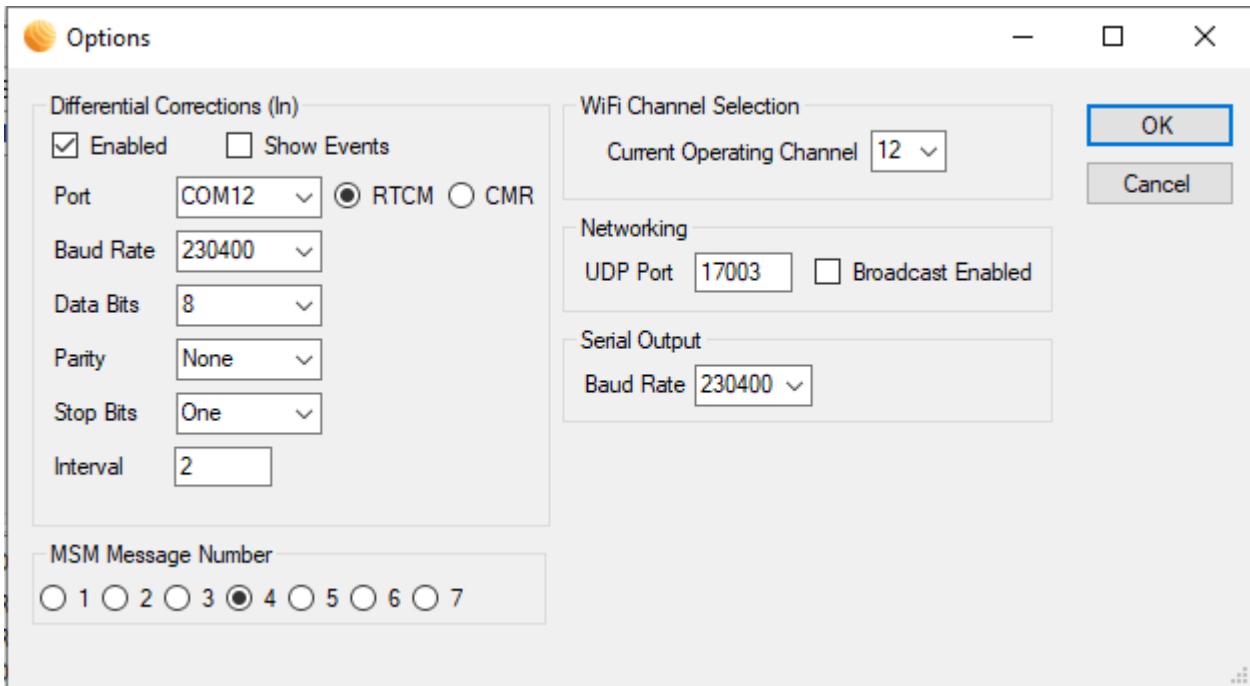 Options
Differential Corrections (In)
Enabled Show Events
Port COM12 RTCM CMR
Baud Rate 230400
Data Bits 8
Parity None
Stop Bits One
Interval 2
MSM Message Number
1 2 3 4 5 6 7
WiFi Channel Selection
Current Operating Channel 12
Networking
UDP Port 17003 Broadcast Enabled
Serial Output
Baud Rate 230400
OK
Cancel